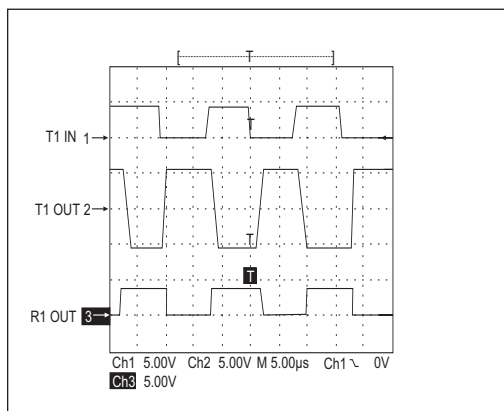 T
T1 IN 1
T
T1 OUT 2
T
T
R1 OUT 3
Ch1 5.00V Ch2 5.00V M 5.00µs Ch1 0V
Ch3 5.00V